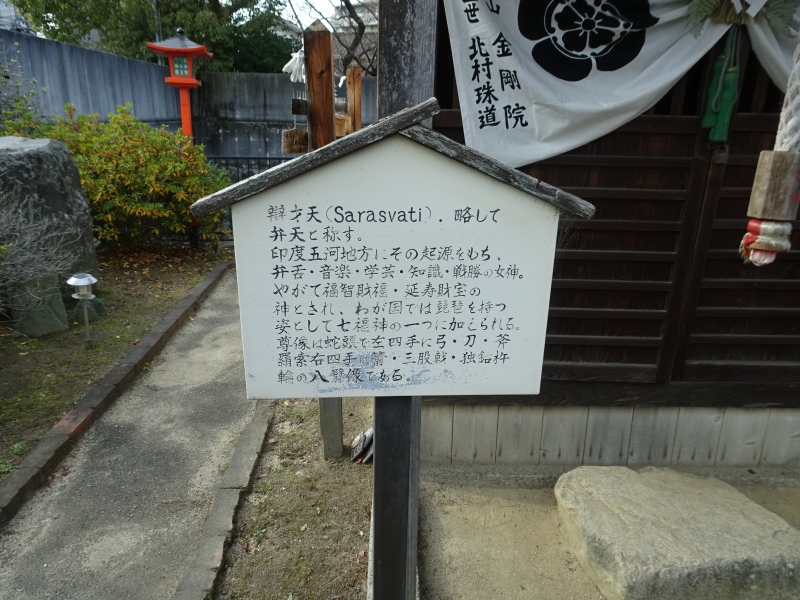 山 金剛院
世 北村珠道
辯才天(Sarasvati). 略して
弁天と称す。
印度五河地方にその起源をもち、
弁舌・音楽・学芸・知識・戦勝の女神。
やがて福智財福・延寿財宝の
神とされ、わが国では琵琶を持つ
姿として七福神の一つに加えられる。
尊像は蛇頭で左四手に弓・刀・斧
羂索右四手に箭・三股戟・独鈷杵
輪の八臂像である。